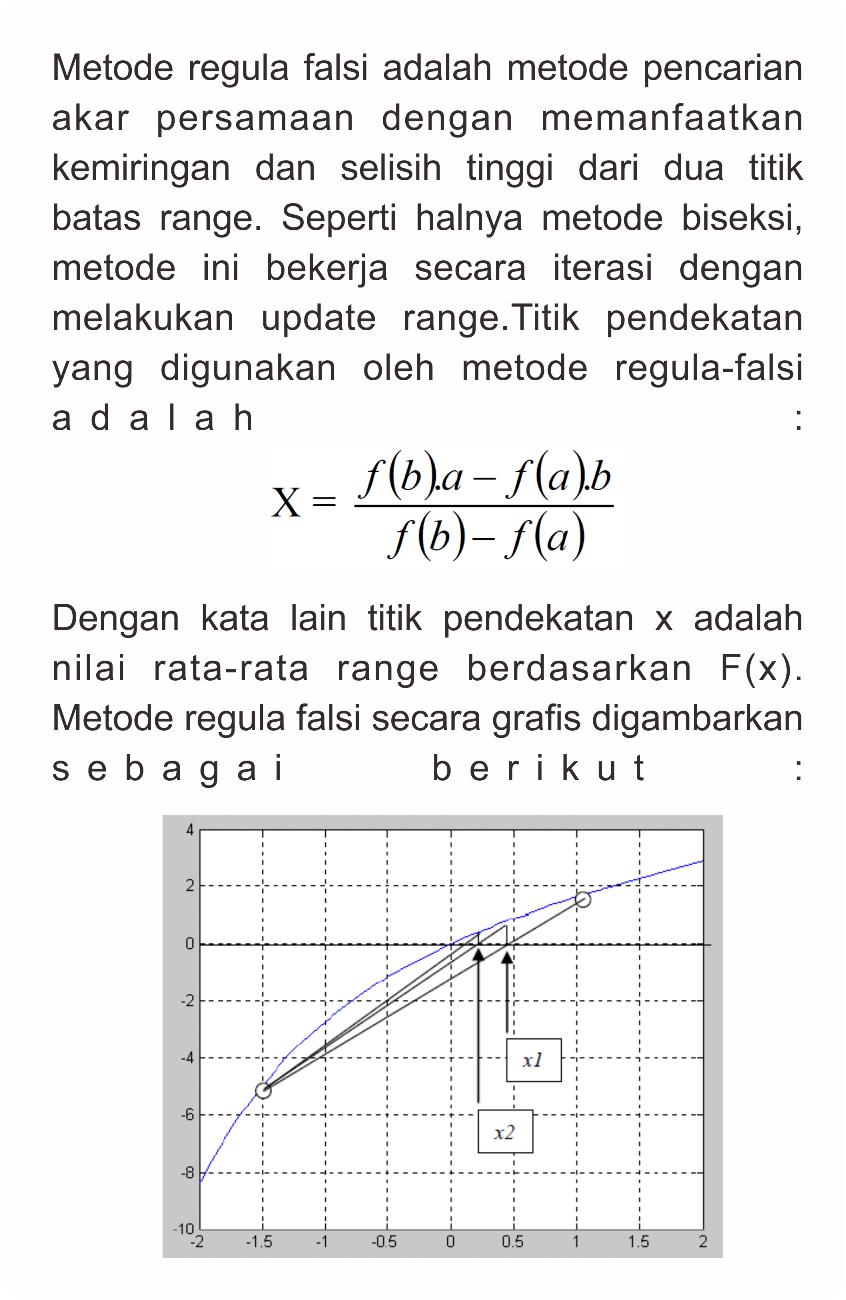 Metode regula falsi adalah metode pencarian
akar persamaan dengan memanfaatkan
kemiringan dan selisih tinggi dari dua titik
batas range. Seperti halnya metode biseksi,
metode ini bekerja secara iterasi dengan
melakukan update range.Titik pendekatan
yang digunakan oleh metode regula-falsi
adalah :
X = f(b).a – f(a).b
f(b) – f(a)
Dengan kata lain titik pendekatan x adalah
nilai rata-rata range berdasarkan F(x).
Metode regula falsi secara grafis digambarkan
sebagai berikut :
4
2
0
-2
-4
x1
-6
x2
-8
-10
-2 -1.5 -1 -0.5 0 0.5 1 1.5 2